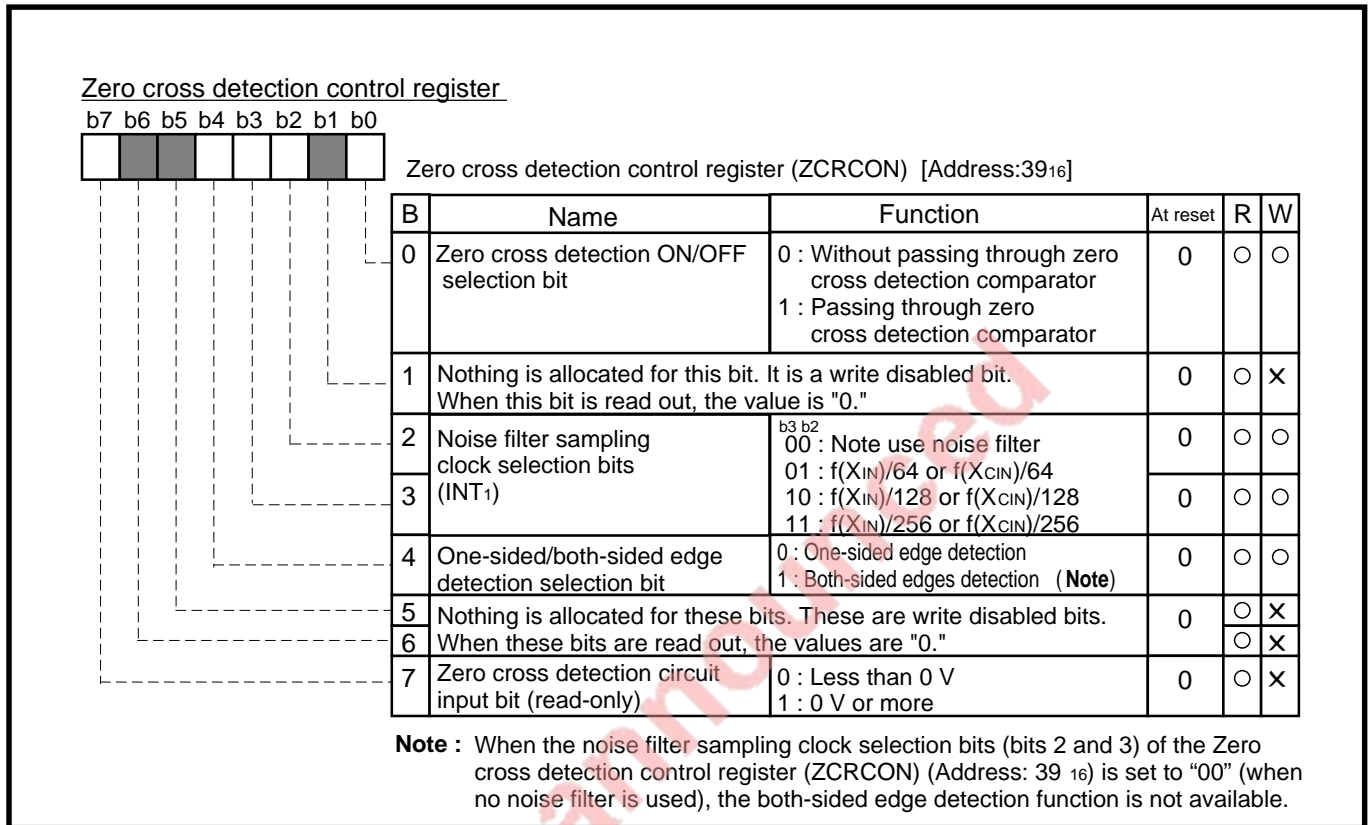 Zero cross detection control register
b7 b6 b5 b4 b3 b2 b1 b0
Zero cross detection control register (ZCRCON) [Address:3916]
B Name Function At reset R W
0 Zero cross detection ON/OFF selection bit 0 : Without passing through zero cross detection comparator 0 ○ ○
1 : Passing through zero cross detection comparator
1 Nothing is allocated for this bit. It is a write disabled bit. 0 ○ ×
When this bit is read out, the value is "0."
2 Noise filter sampling clock selection bits (INT1) b3 b2 0 ○ ○
00 : Note use noise filter
01 : f(XIN)/64 or f(XCIN)/64
3 10 : f(XIN)/128 or f(XCIN)/128 0 ○ ○
11 : f(XIN)/256 or f(XCIN)/256
4 One-sided/both-sided edge detection selection bit 0 : One-sided edge detection 0 ○ ○
1 : Both-sided edges detection (Note)
5 Nothing is allocated for these bits. These are write disabled bits. 0 ○ ×
6 When these bits are read out, the values are "0." ○ ×
7 Zero cross detection circuit input bit (read-only) 0 : Less than 0 V 0 ○ ×
1 : 0 V or more
Note : When the noise filter sampling clock selection bits (bits 2 and 3) of the Zero
cross detection control register (ZCRCON) (Address: 39 16) is set to “00” (when
no noise filter is used), the both-sided edge detection function is not available.
announced